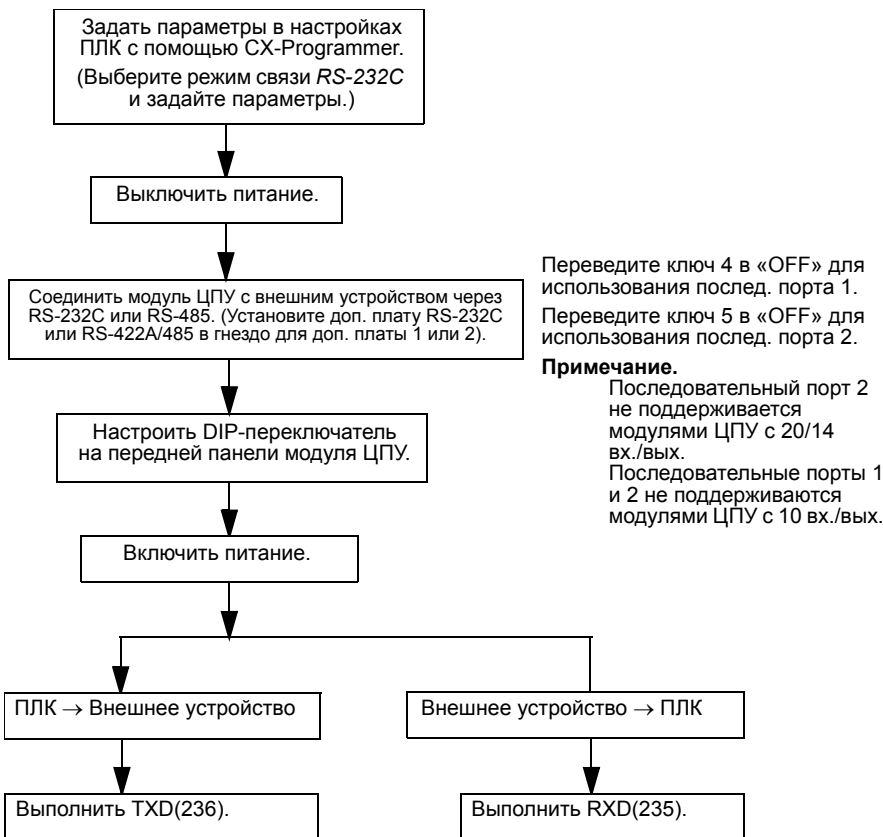 Задать параметры в настройках
ПЛК с помощью CX-Programmer.
(Выберите режим связи RS-232C
и задайте параметры.)
Выключить питание.
Соединить модуль ЦПУ с внешним устройством через
RS-232C или RS-485. (Установите доп. плату RS-232C
или RS-422A/485 в гнездо для доп. платы 1 или 2).
Переведите ключ 4 в «OFF» для
использования послед. порта 1.
Переведите ключ 5 в «OFF» для
использования послед. порта 2.
Примечание.
Последовательный порт 2
не поддерживается
модулями ЦПУ с 20/14
вх./вых.
Последовательные порты 1
и 2 не поддерживаются
модулями ЦПУ с 10 вх./вых.
Настроить DIP-переключатель
на передней панели модуля ЦПУ.
Включить питание.
ПЛК → Внешнее устройство
Внешнее устройство → ПЛК
Выполнить TXD(236).
Выполнить RXD(235).